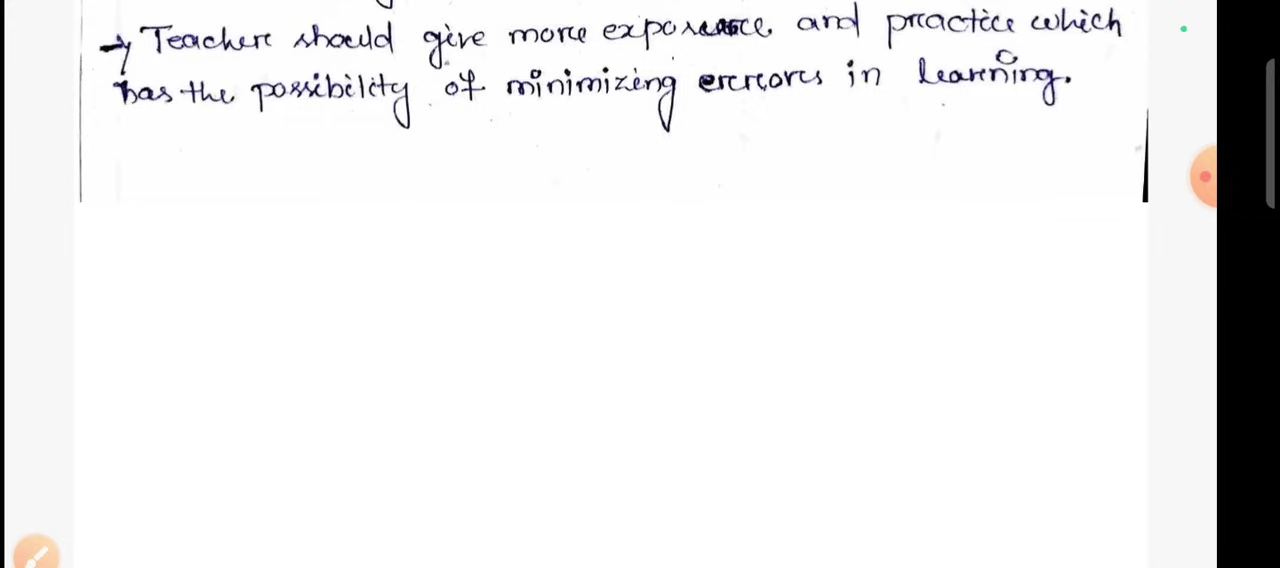 → Teacher should give more exposure and practice which
has the possibility of minimizing errors in learning.